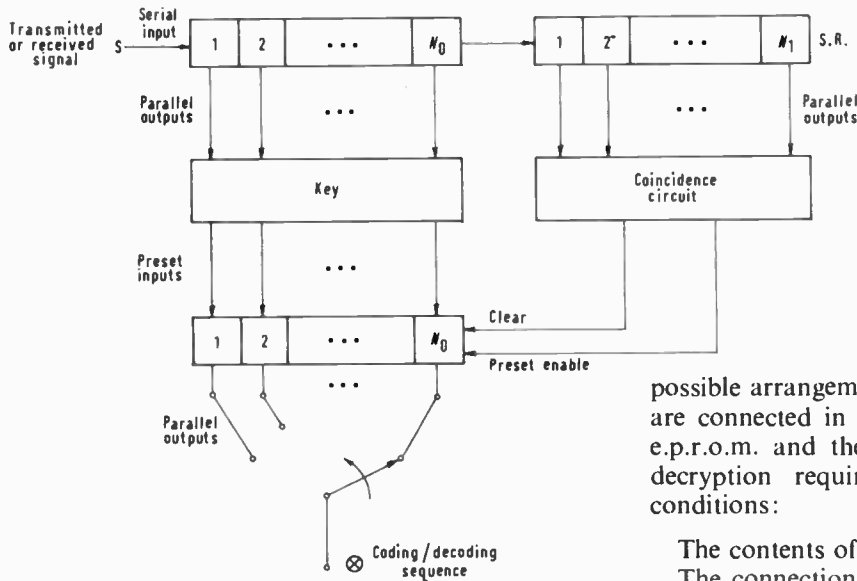 Transmitted
or received
signal
S
Serial
input
1 2 ••• N0
1 2 ••• N1 S.R.
Parallel
outputs
•••
•••
Parallel
outputs
Key
Coincidence
circuit
Preset
inputs
•••
Clear
1 2 ••• N0
Preset enable
•••
Parallel
outputs
⊗ Coding/decoding
sequence
possible arrangem
are connected in
e.p.r.o.m. and the
decryption requir
conditions:
The contents of
The connection